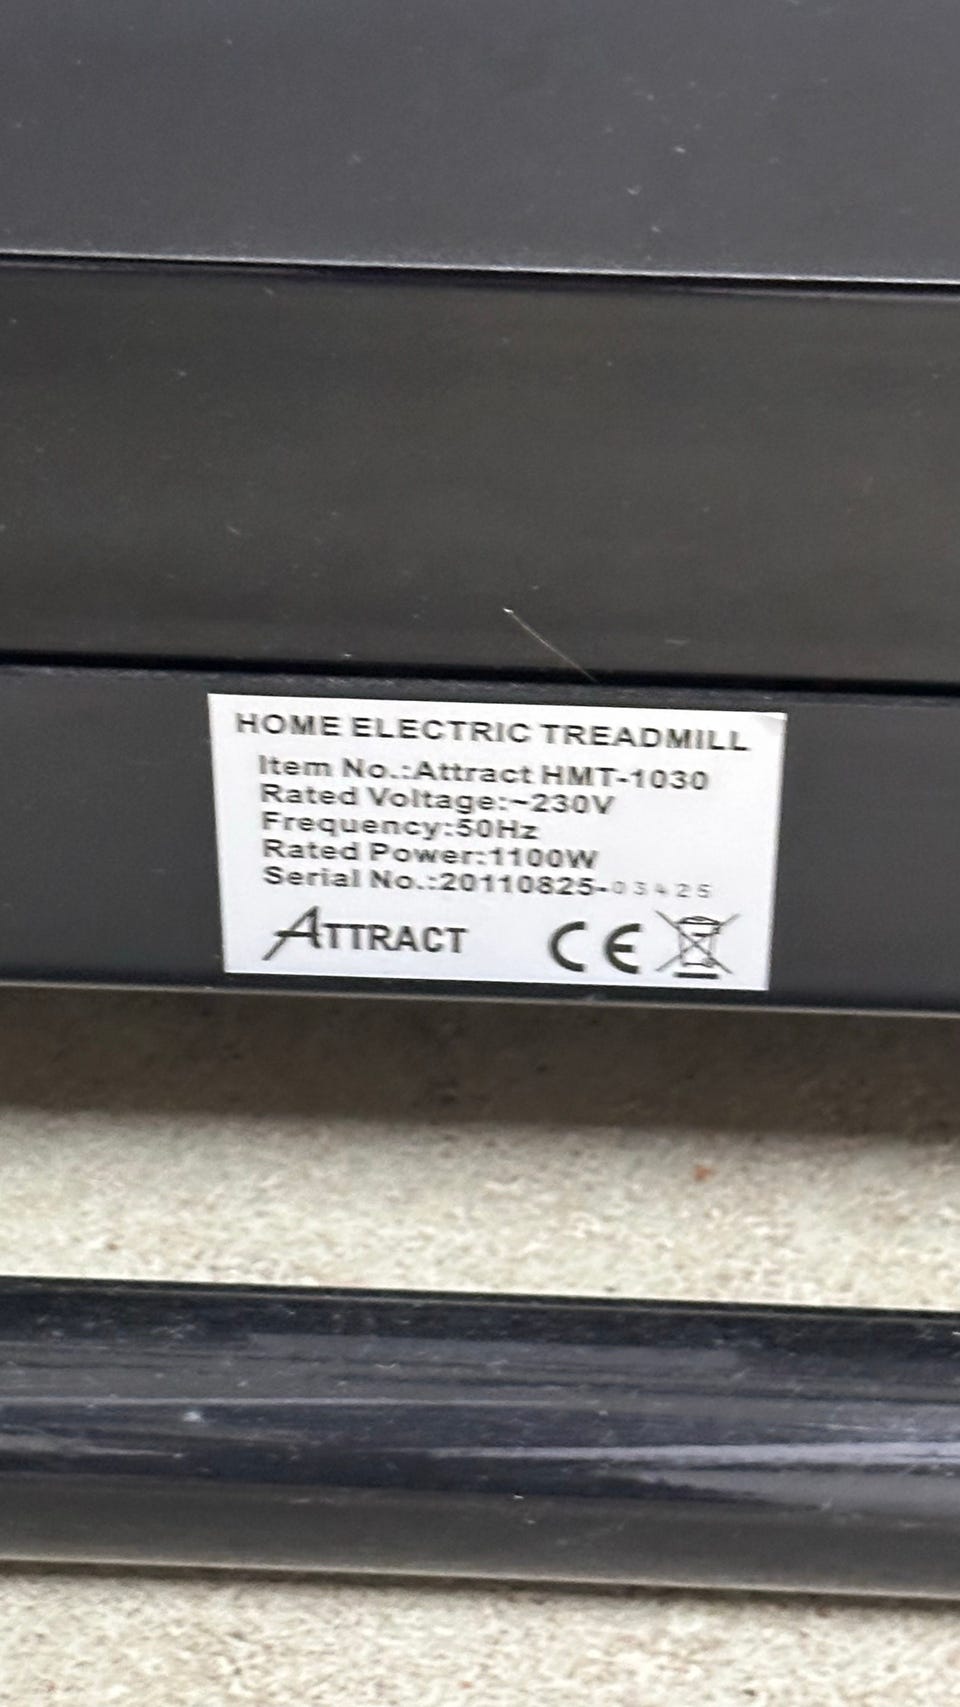 HOME ELECTRIC TREADMILL
Item No.:Attract HMT-1030
Rated Voltage:~230V
Frequency:50Hz
Rated Power:1100W
Serial No.:20110825-03425
ATTRACT CE